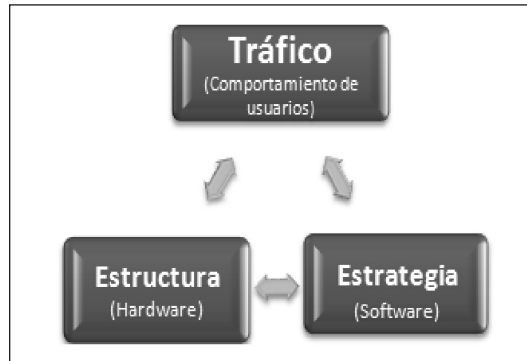 Tráfico
(Comportamiento de
usuarios)
Estructura
(Hardware)
Estrategia
(Software)